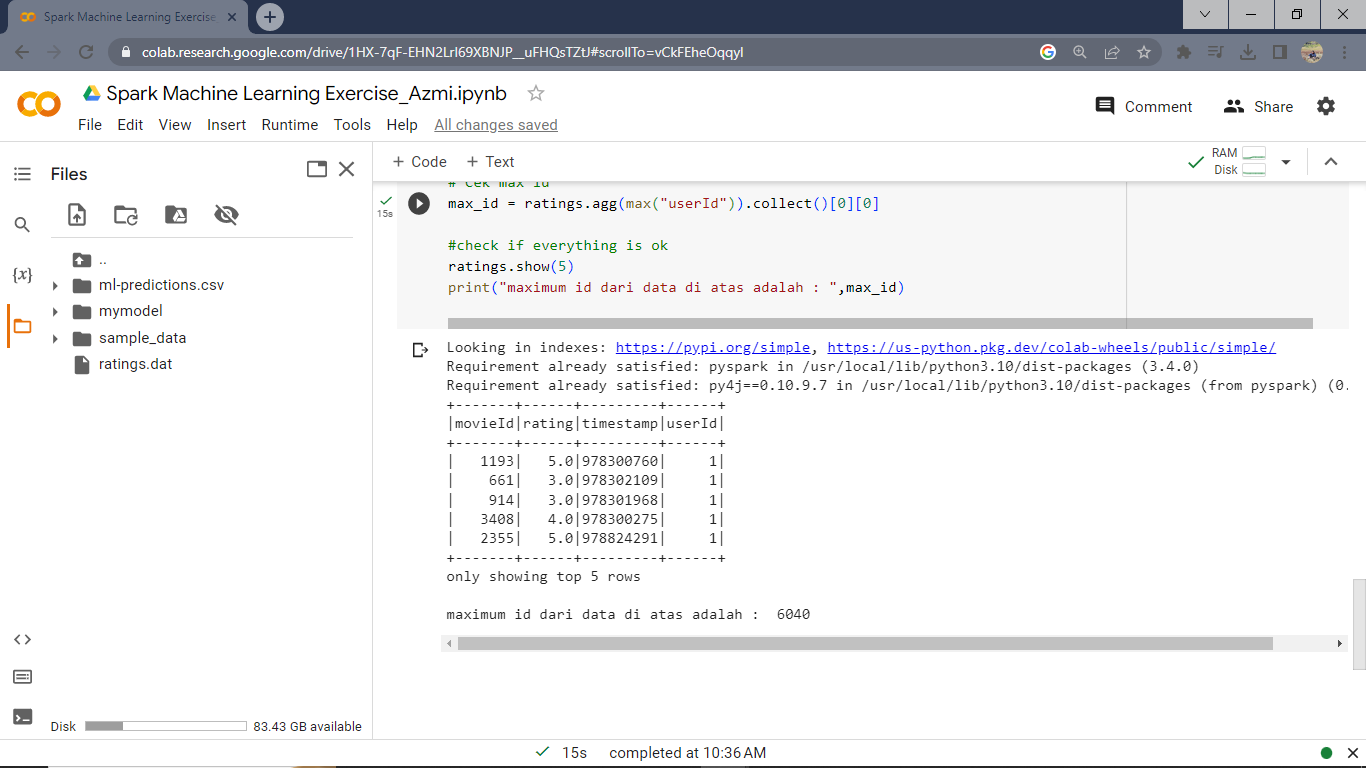 Spark Machine Learning Exercise
colab.research.google.com/drive/1HX-7qF-EHN2Lrl69XBNJP__uFHQsTZtJ#scrollTo=vCkFEheOqqyl
Spark Machine Learning Exercise_Azmi.ipynb
Comment
Share
File Edit View Insert Runtime Tools Help All changes saved
Files
+ Code + Text
RAM
Disk
{x}
..
ml-predictions.csv
mymodel
sample_data
ratings.dat
Disk
83.43 GB available
15s
# Cek max id
max_id = ratings.agg(max("userId")).collect()[0][0]
#check if everything is ok
ratings.show(5)
print("maximum id dari data di atas adalah : ",max_id)
Looking in indexes: https://pypi.org/simple, https://us-python.pkg.dev/colab-wheels/public/simple/
Requirement already satisfied: pyspark in /usr/local/lib/python3.10/dist-packages (3.4.0)
Requirement already satisfied: py4j==0.10.9.7 in /usr/local/lib/python3.10/dist-packages (from pyspark) (0.
+-------+------+---------+------+
|movieId|rating|timestamp|userId|
+-------+------+---------+------+
|   1193|   5.0|978300760|     1|
|    661|   3.0|978302109|     1|
|    914|   3.0|978301968|     1|
|   3408|   4.0|978300275|     1|
|   2355|   5.0|978824291|     1|
+-------+------+---------+------+
only showing top 5 rows
maximum id dari data di atas adalah :  6040
15s completed at 10:36 AM